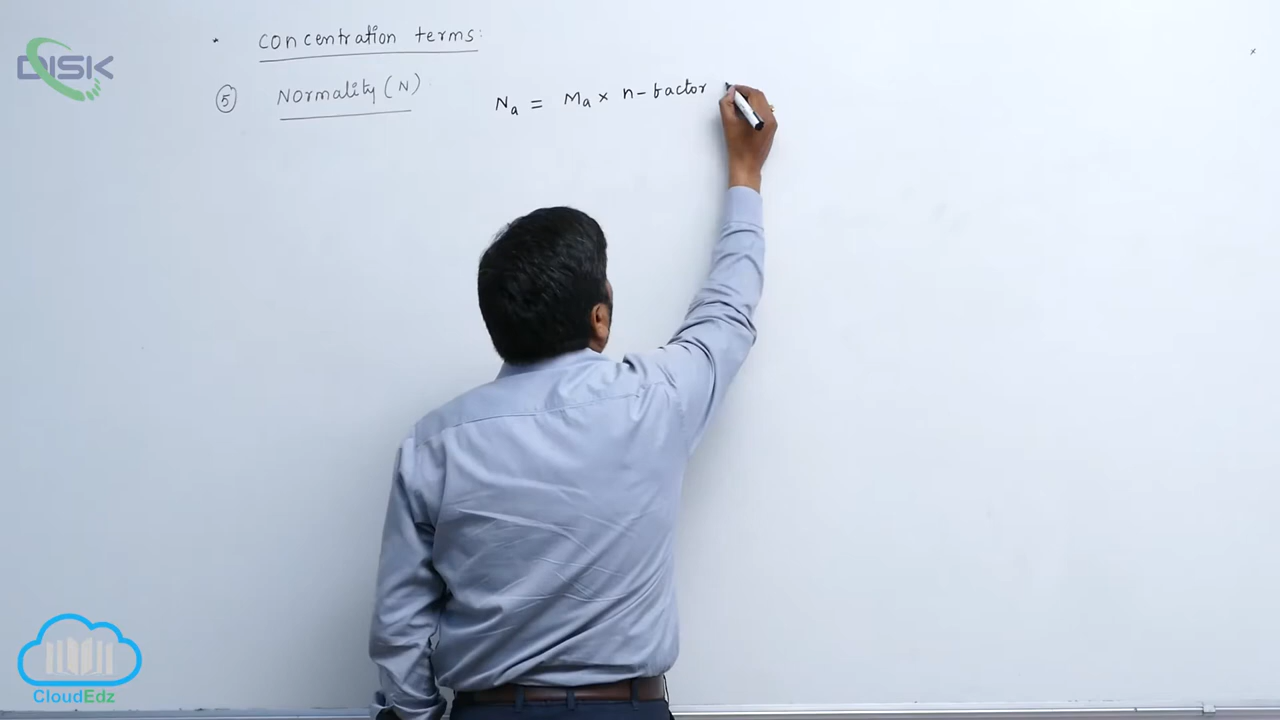 DISK
* Concentration terms:
⑤ Normality (N)
Na = Ma × n-factor
CloudEdz